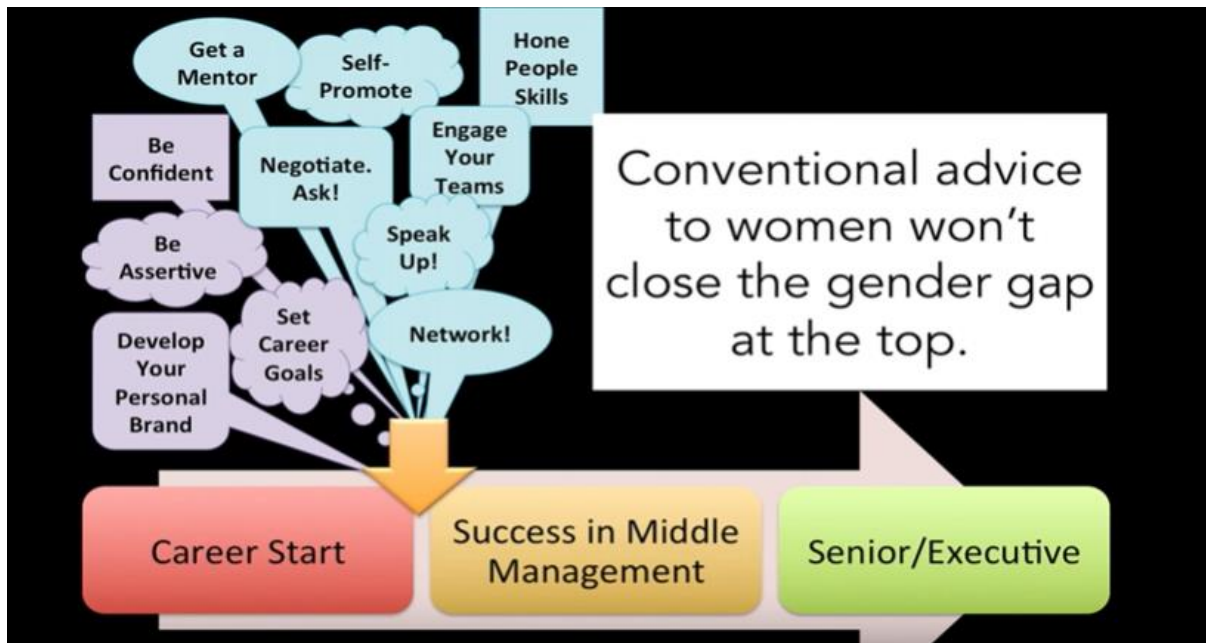 Get a
Mentor
Self-
Promote
Hone
People
Skills
Be
Confident
Negotiate.
Ask!
Engage
Your
Teams
Be
Assertive
Speak
Up!
Develop
Your
Personal
Brand
Set
Career
Goals
Network!
Conventional advice
to women won’t
close the gender gap
at the top.
Career Start
Success in Middle
Management
Senior/Executive